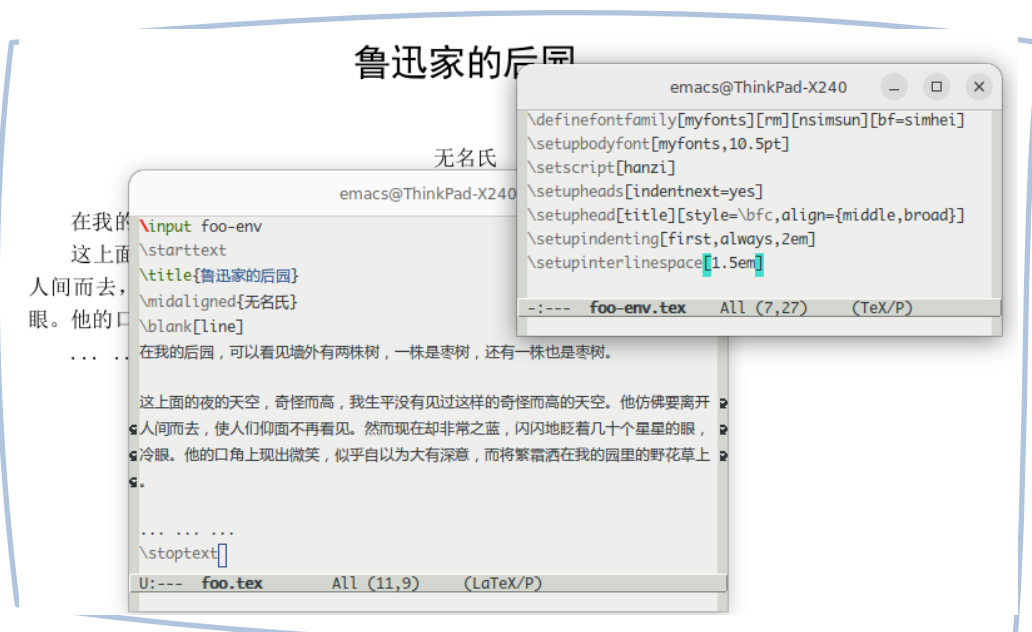 鲁迅家的后园
无名氏
在我的
这上面
人间而去，
眼。他的口
... ..
emacs@ThinkPad-X240
\definefontfamily[myfonts][rm][nsimsun][bf=simhei]
\setupbodyfont[myfonts,10.5pt]
\setscript[hanzi]
\setupheads[indentnext=yes]
\setuphead[title][style=\bfc,align={middle,broad}]
\setupindenting[first,always,2em]
\setupinterlinespace[1.5em]
-:--- foo-env.tex All (7,27) (TeX/P)
emacs@ThinkPad-X240
\input foo-env
\starttext
\title{鲁迅家的后园}
\midaligned{无名氏}
\blank[line]
在我的后园，可以看见墙外有两株树，一株是枣树，还有一株也是枣树。
这上面的夜的天空，奇怪而高，我生平没有见过这样的奇怪而高的天空。他仿佛要离开
人间而去，使人们仰面不再看见。然而现在却非常之蓝，闪闪地眨着几十个星星的眼，
冷眼。他的口角上现出微笑，似乎自以为大有深意，而将繁霜洒在我的园里的野花草上
。
... ... ...
\stoptext
U:--- foo.tex All (11,9) (LaTeX/P)